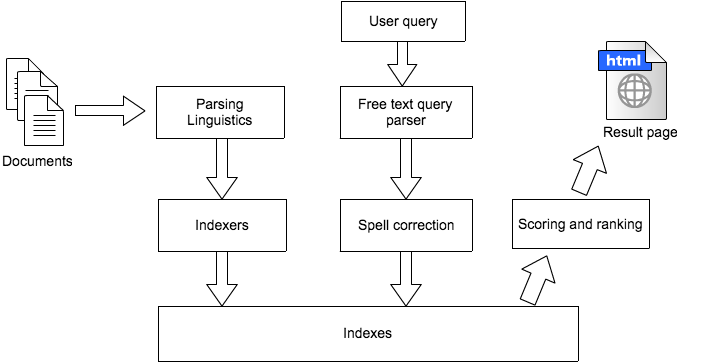 User query
html
Documents
Parsing
Linguistics
Free text query
parser
Result page
Indexers
Spell correction
Scoring and ranking
Indexes